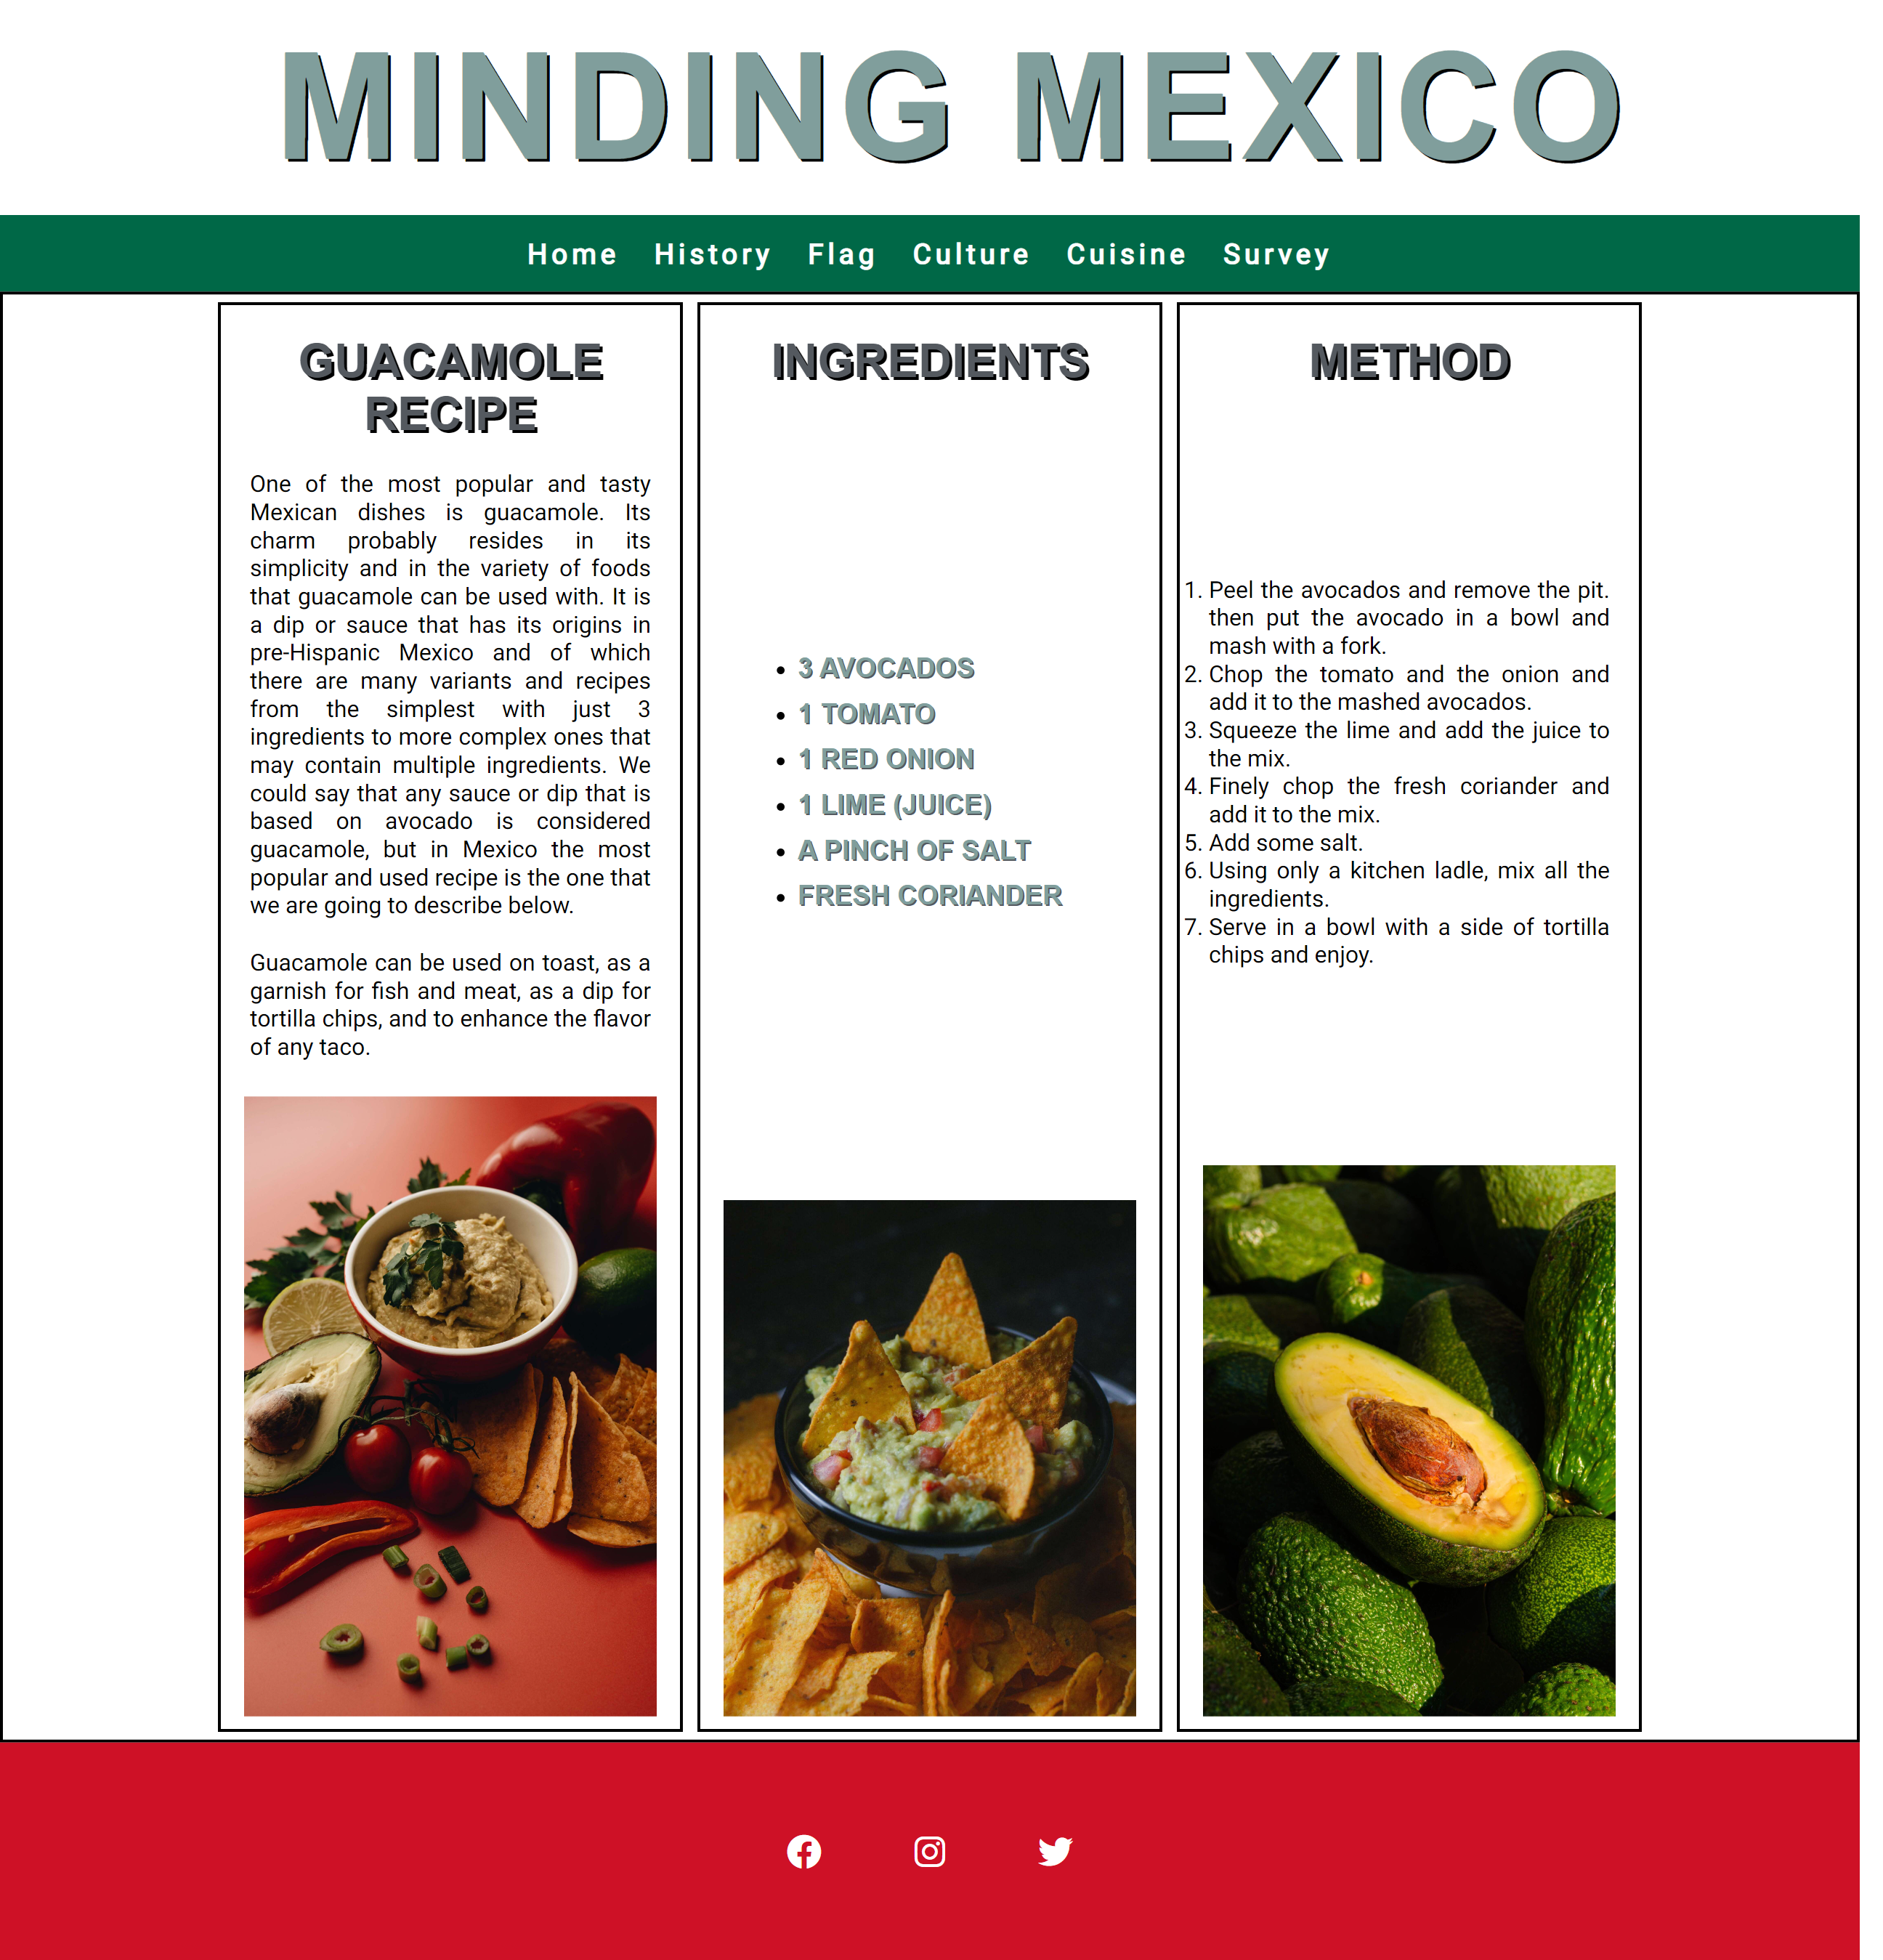 MINDING MEXICO
Home History Flag Culture Cuisine Survey
GUACAMOLE
RECIPE
One of the most popular and tasty
Mexican dishes is guacamole. Its
charm probably resides in its
simplicity and in the variety of foods
that guacamole can be used with. It is
a dip or sauce that has its origins in
pre-Hispanic Mexico and of which
there are many variants and recipes
from the simplest with just 3
ingredients to more complex ones that
may contain multiple ingredients. We
could say that any sauce or dip that is
based on avocado is considered
guacamole, but in Mexico the most
popular and used recipe is the one that
we are going to describe below.
Guacamole can be used on toast, as a
garnish for fish and meat, as a dip for
tortilla chips, and to enhance the flavor
of any taco.
INGREDIENTS
• 3 AVOCADOS
• 1 TOMATO
• 1 RED ONION
• 1 LIME (JUICE)
• A PINCH OF SALT
• FRESH CORIANDER
METHOD
1. Peel the avocados and remove the pit.
then put the avocado in a bowl and
mash with a fork.
2. Chop the tomato and the onion and
add it to the mashed avocados.
3. Squeeze the lime and add the juice to
the mix.
4. Finely chop the fresh coriander and
add it to the mix.
5. Add some salt.
6. Using only a kitchen ladle, mix all the
ingredients.
7. Serve in a bowl with a side of tortilla
chips and enjoy.